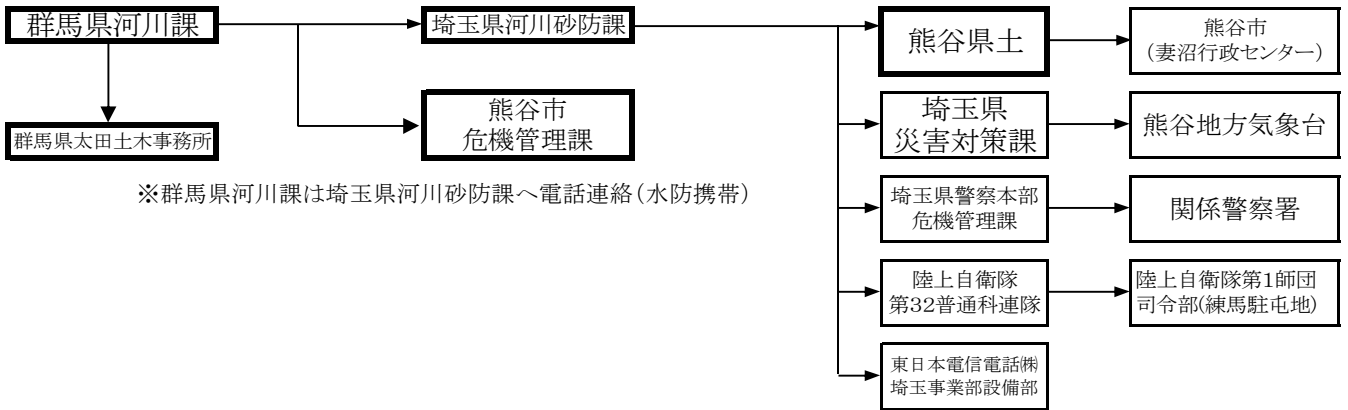 群馬県河川課
埼玉県河川砂防課
熊谷県土
熊谷市
(妻沼行政センター)
群馬県太田土木事務所
熊谷市
危機管理課
埼玉県
災害対策課
熊谷地方気象台
※群馬県河川課は埼玉県河川砂防課へ電話連絡(水防携帯)
埼玉県警察本部
危機管理課
関係警察署
陸上自衛隊
第32普通科連隊
陸上自衛隊第1師団
司令部(練馬駐屯地)
東日本電信電話㈱
埼玉事業部設備部